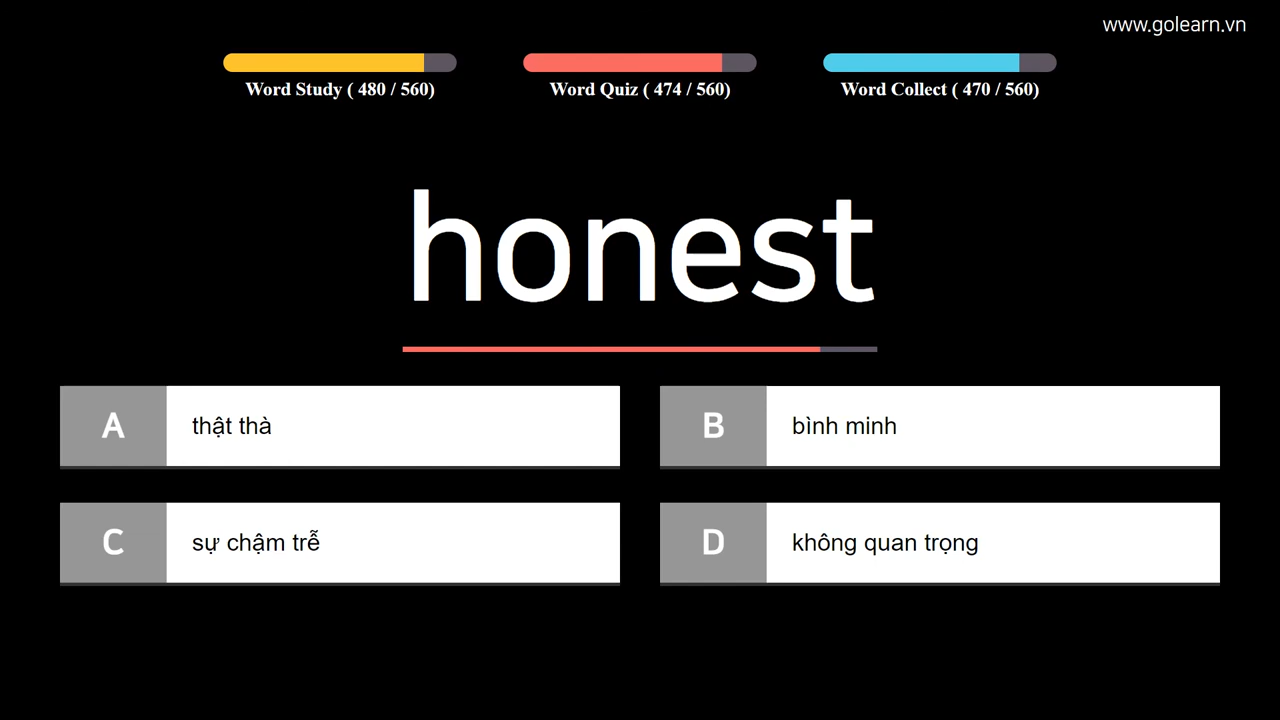 www.golearn.vn
Word Study ( 480 / 560)
Word Quiz ( 474 / 560)
Word Collect ( 470 / 560)
honest
A
thật thà
B
bình minh
C
sự chậm trễ
D
không quan trọng